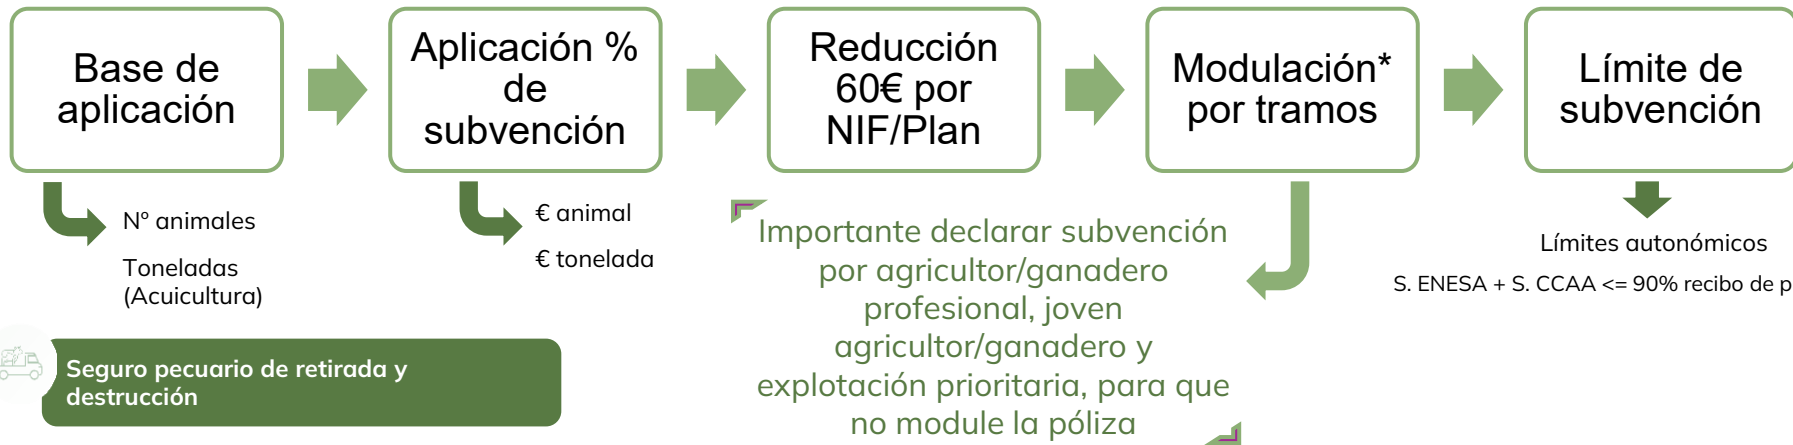 Base de
aplicación
Aplicación %
de
subvención
Reducción
60€ por
NIF/Plan
Modulación*
por tramos
Límite de
subvención
Nº animales
Toneladas
(Acuicultura)
€ animal
€ tonelada
Importante declarar subvención
por agricultor/ganadero
profesional, joven
agricultor/ganadero y
explotación prioritaria, para que
no module la póliza
Límites autonómicos
S. ENESA + S. CCAA <= 90% recibo de p
Seguro pecuario de retirada y
destrucción